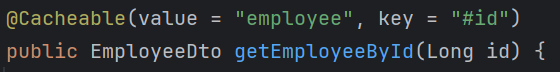 @Cacheable(value = "employee", key = "#id")
public EmployeeDto getEmployeeById(Long id) {